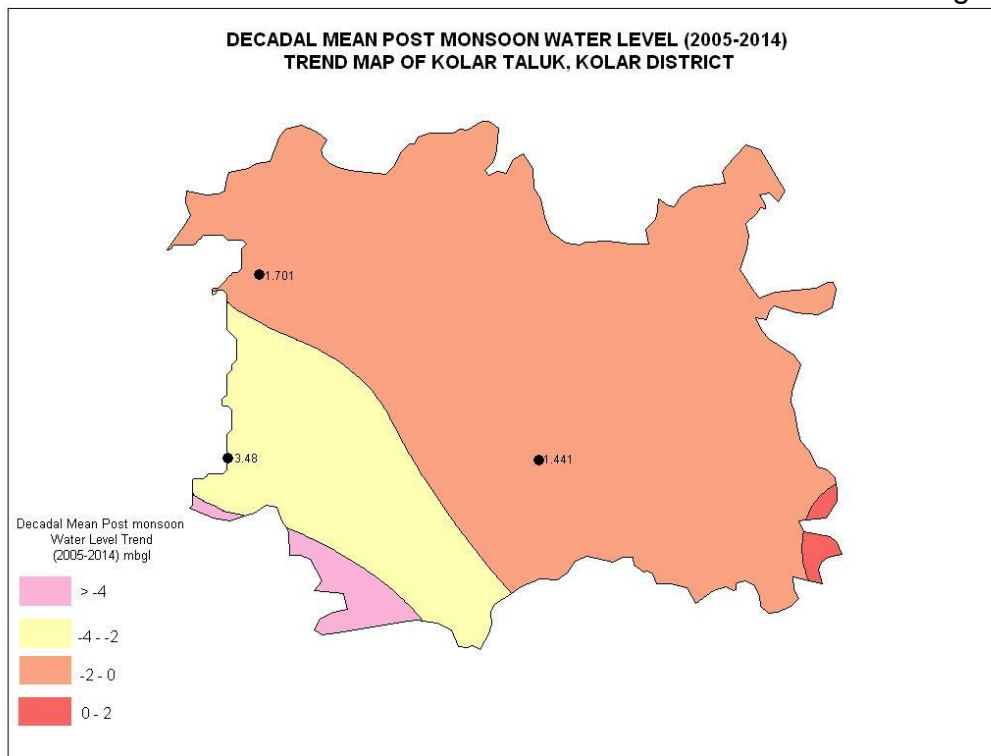 DECADAL MEAN POST MONSOON WATER LEVEL (2005-2014)
TREND MAP OF KOLAR TALUK, KOLAR DISTRICT
1.701
3.48
1.441
Decadal Mean Post monsoon
Water Level Trend
(2005-2014) mbgl
> -4
-4 - -2
-2 - 0
0 - 2